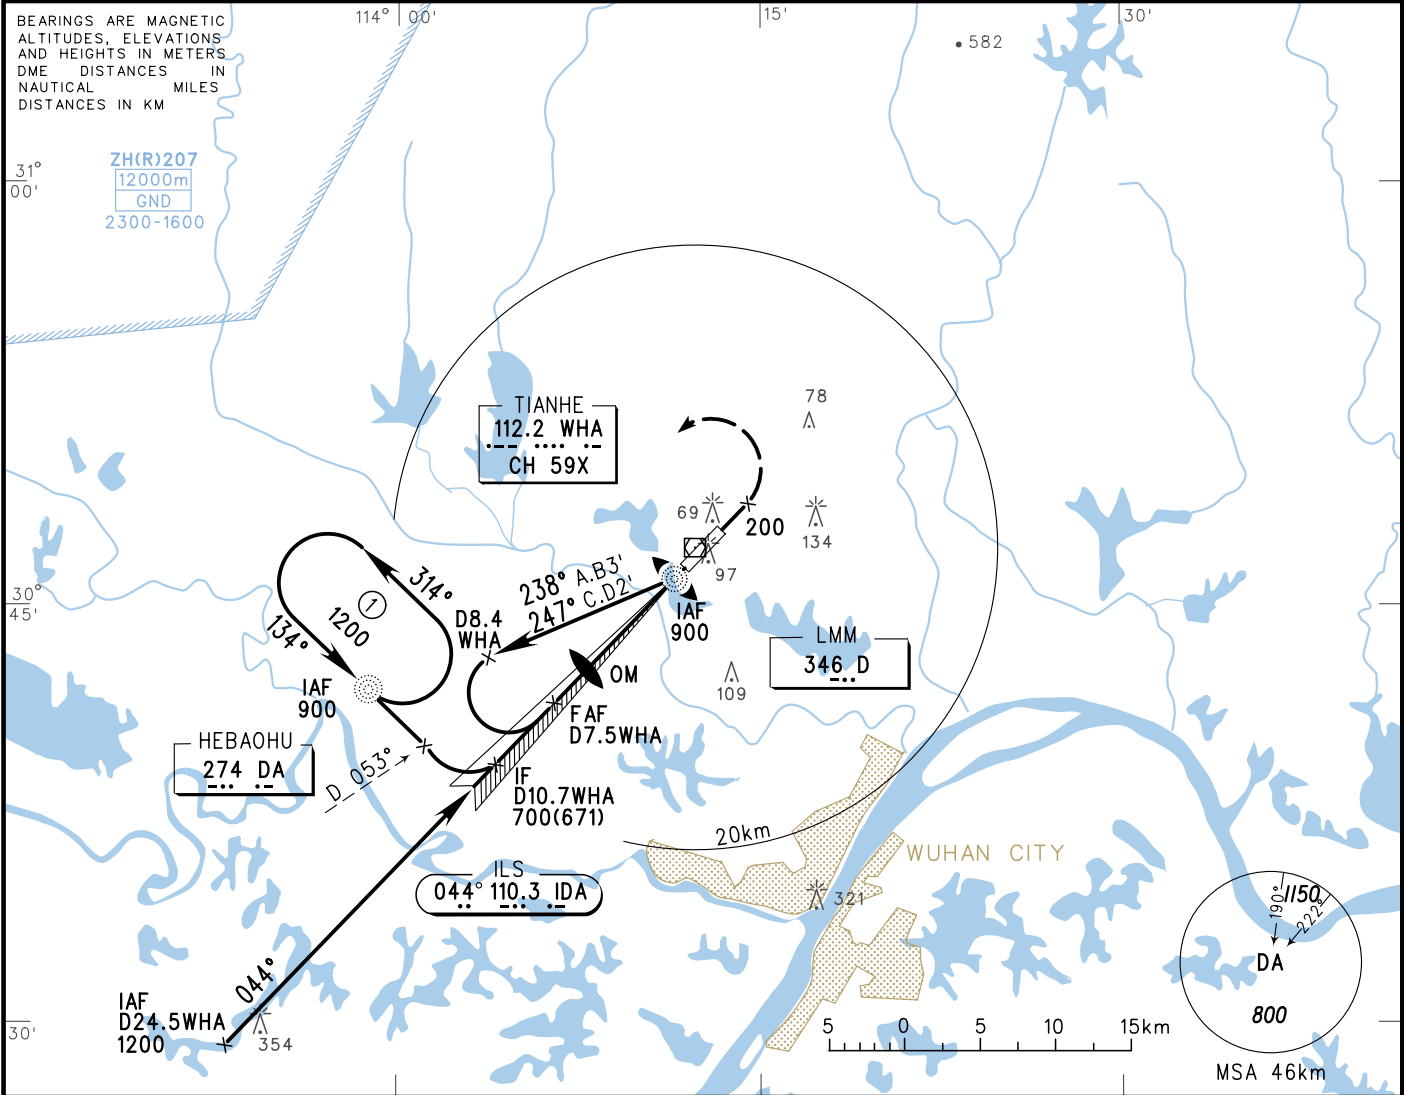 BEARINGS ARE MAGNETIC
ALTITUDES, ELEVATIONS
AND HEIGHTS IN METERS
DME DISTANCES IN
NAUTICAL MILES
DISTANCES IN KM
114° 00'
15'
30'
582
31°
00'
ZH(R)207
12000m
GND
2300-1600
78
TIANHE
112.2 WHA
CH 59X
69
200
134
97
238° A.B3'
247° C.D2'
314°
1
1200
134°
30°
45'
D8.4
WHA
IAF
900
LMM
346 D
OM
109
IAF
900
FAF
D7.5WHA
HEBAOHU
274 DA
D 053°
IF
D10.7WHA
700(671)
20km
WUHAN CITY
ILS
044° 110.3 IDA
321
1150
190°
222°
DA
800
MSA 46km
044°
IAF
D24.5WHA
1200
354
30'
5 0 5 10 15km